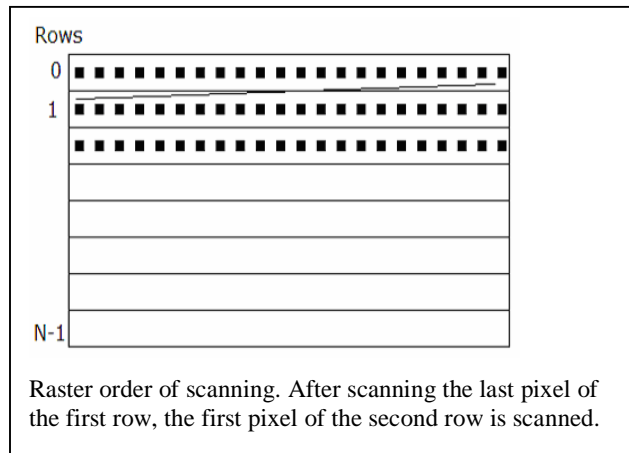 Rows
0
1
N-1
Raster order of scanning. After scanning the last pixel of
the first row, the first pixel of the second row is scanned.